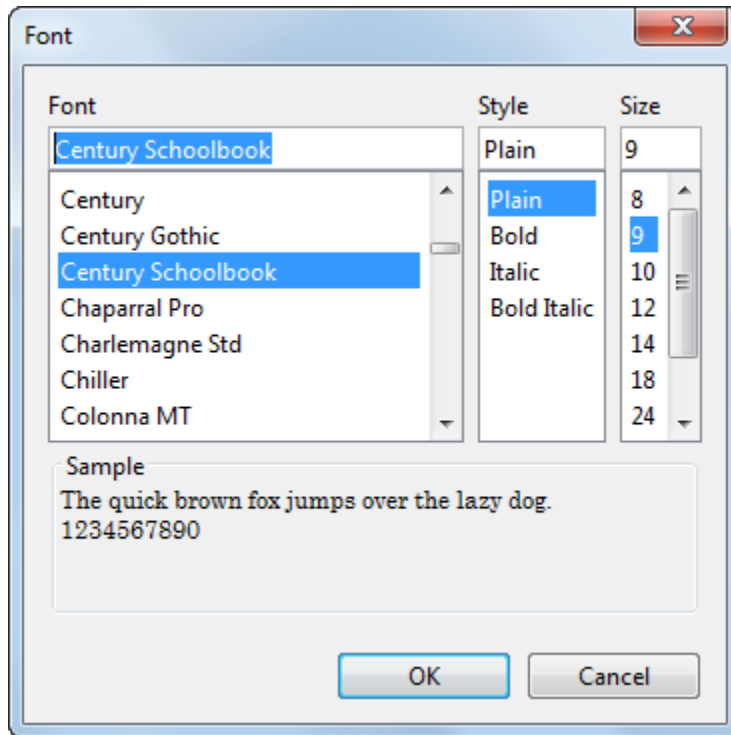 Font
Font Style Size
Century Schoolbook Plain 9
Century Plain 8
Century Gothic Bold 9
Century Schoolbook Italic 10
Chaparral Pro Bold Italic 12
Charlemagne Std 14
Chiller 18
Colonna MT 24
Sample
The quick brown fox jumps over the lazy dog.
1234567890
OK Cancel